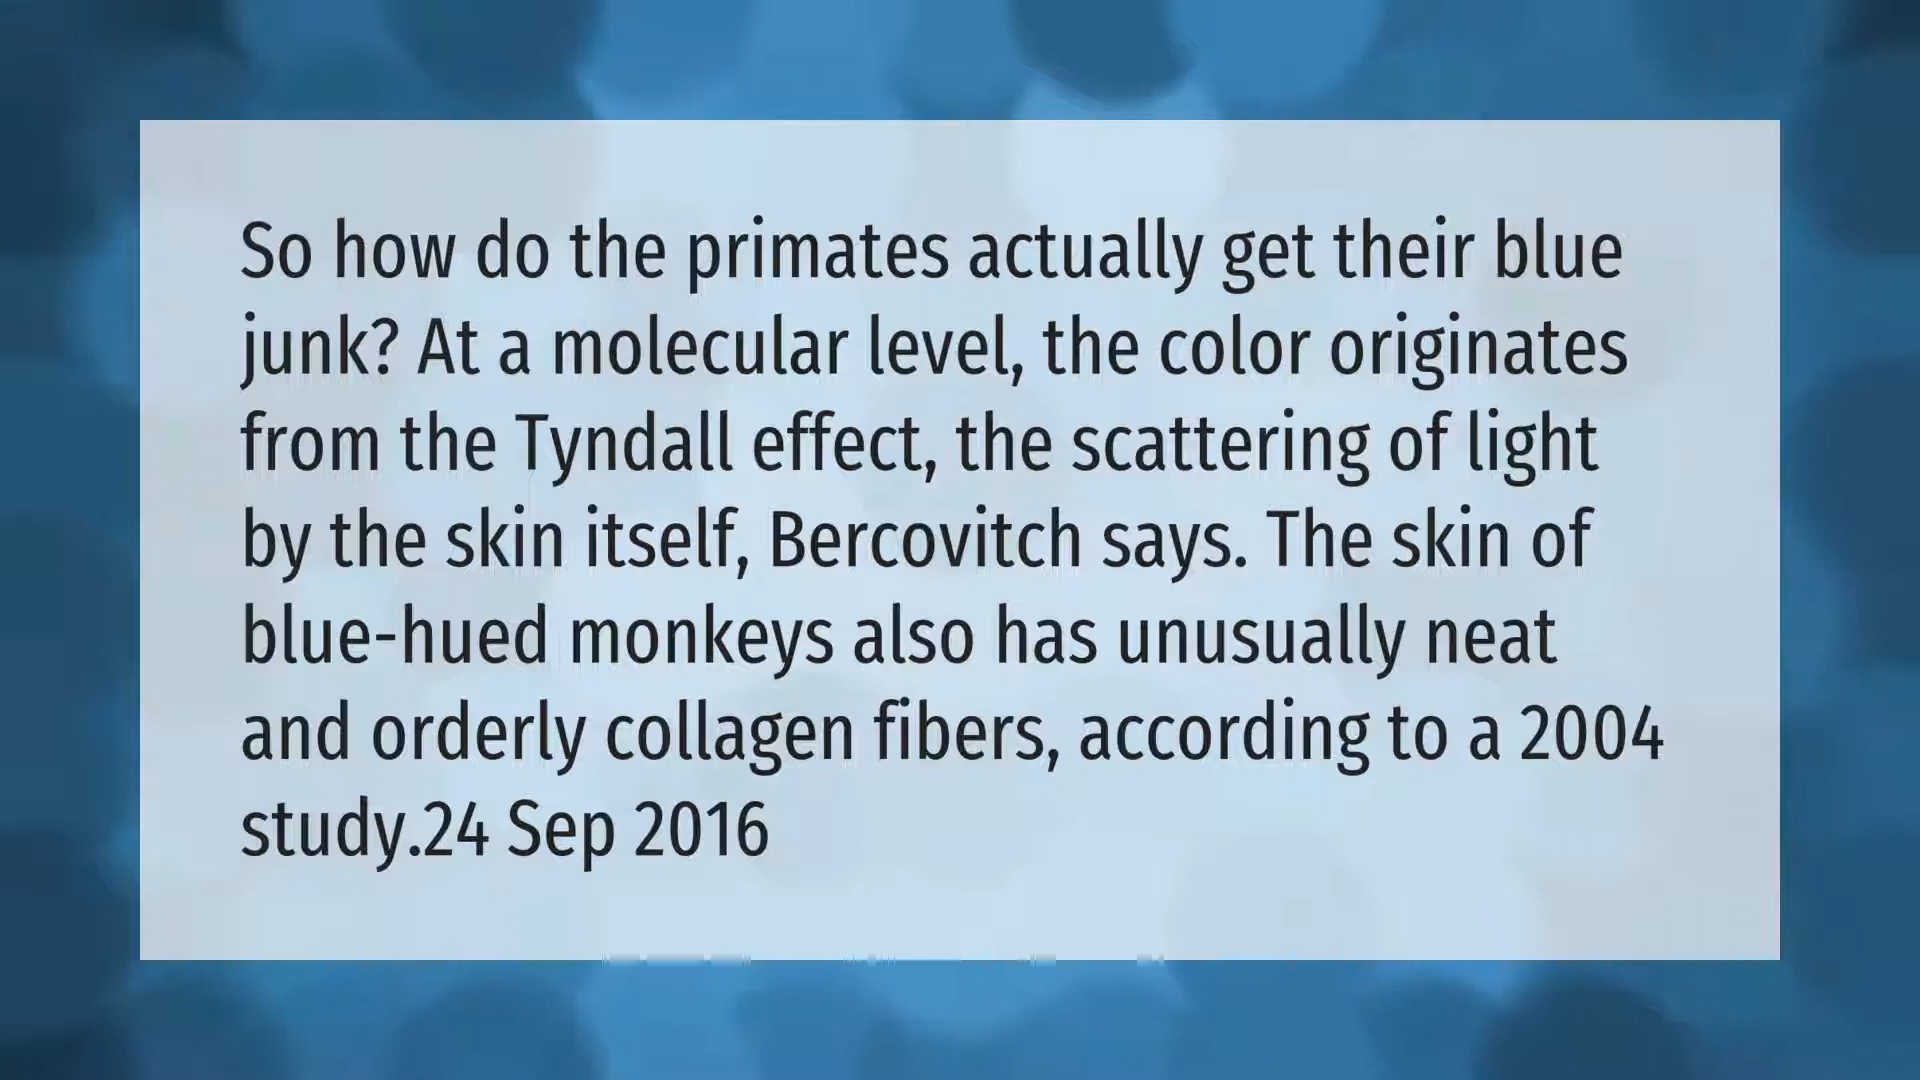 So how do the primates actually get their blue
junk? At a molecular level, the color originates
from the Tyndall effect, the scattering of light
by the skin itself, Bercovitch says. The skin of
blue-hued monkeys also has unusually neat
and orderly collagen fibers, according to a 2004
study.24 Sep 2016